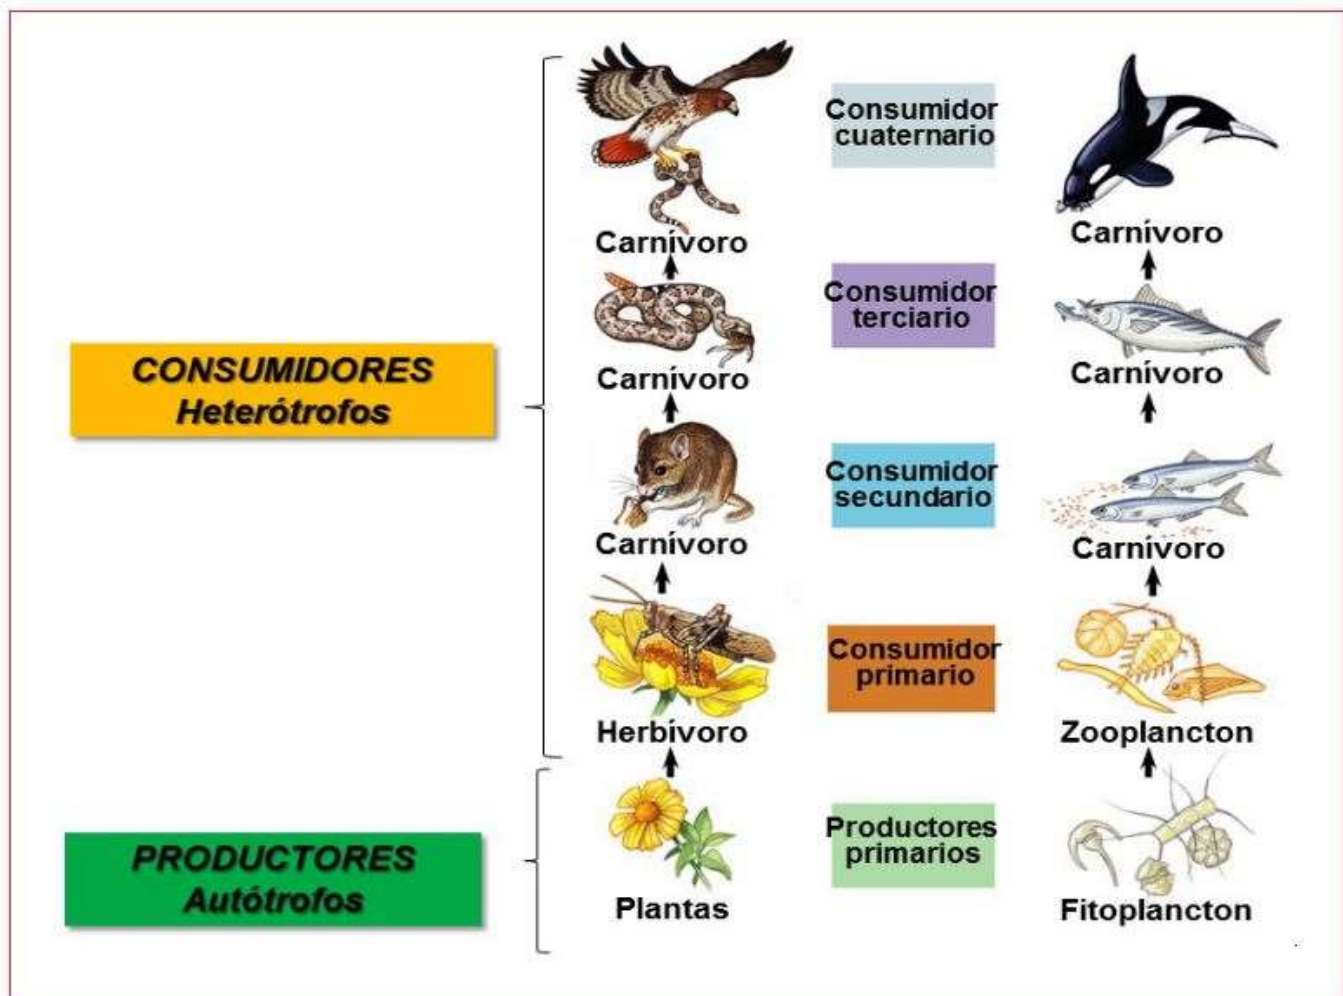 Consumidor
cuaternario
Carnívoro
Carnívoro
Consumidor
terciario
CONSUMIDORES
Heterótrofos
Carnívoro
Carnívoro
Consumidor
secundario
Carnívoro
Carnívoro
Consumidor
primario
Herbívoro
Zooplancton
PRODUCTORES
Autótrofos
Productores
primarios
Plantas
Fitoplancton